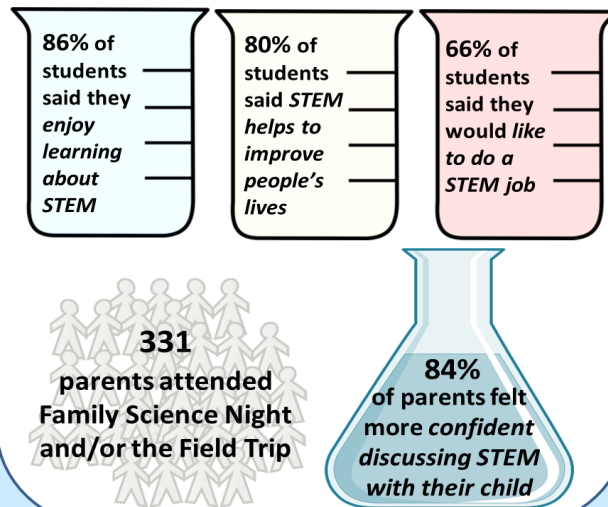 86% of
students
said they
enjoy
learning
about
STEM
80% of
students
said STEM
helps to
improve
people's
lives
66% of
students
said they
would like
to do a
STEM job
331
parents attended
Family Science Night
and/or the Field Trip
84%
of parents felt
more confident
discussing STEM
with their child